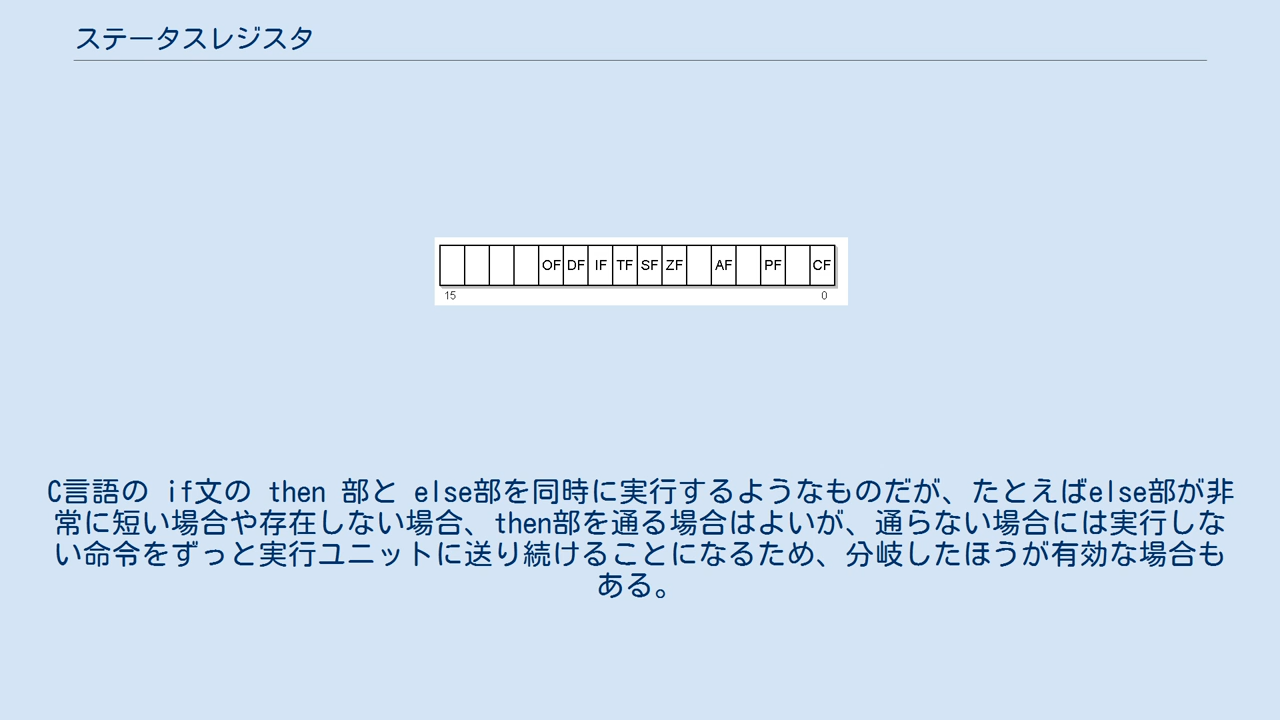 ステータスレジスタ
OF DF IF TF SF ZF AF PF CF
15 0
C言語の if文の then 部と else部を同時に実行するようなものだが、たとえばelse部が非
常に短い場合や存在しない場合、then部を通る場合はよいが、通らない場合には実行しな
い命令をずっと実行ユニットに送り続けることになるため、分岐したほうが有効な場合も
ある。